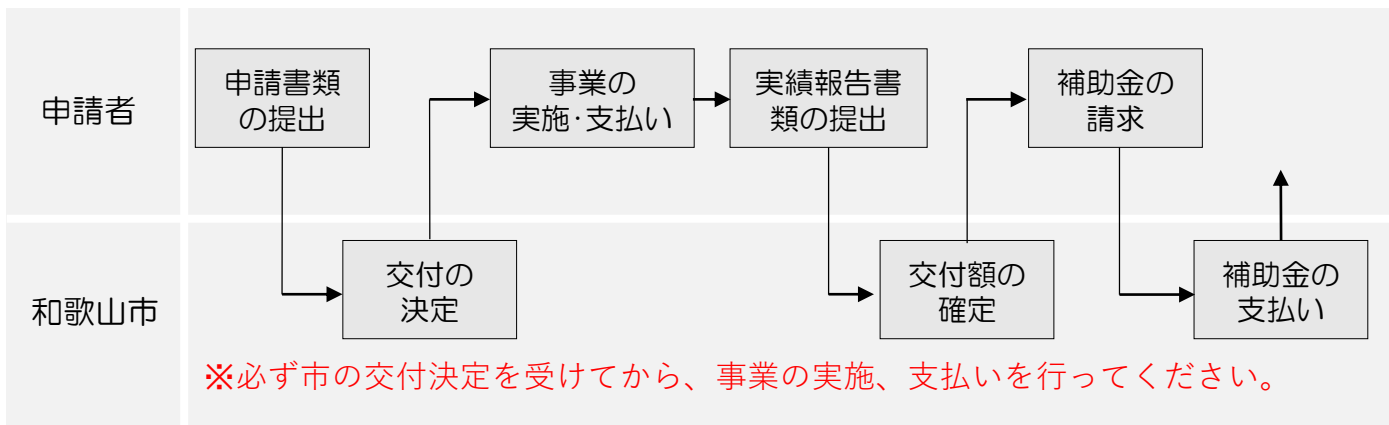 申請者
申請書類
の提出
事業の
実施･支払い
実績報告書
類の提出
補助金の
請求
和歌山市
交付の
決定
交付額の
確定
補助金の
支払い
※必ず市の交付決定を受けてから、事業の実施、支払いを行ってください。